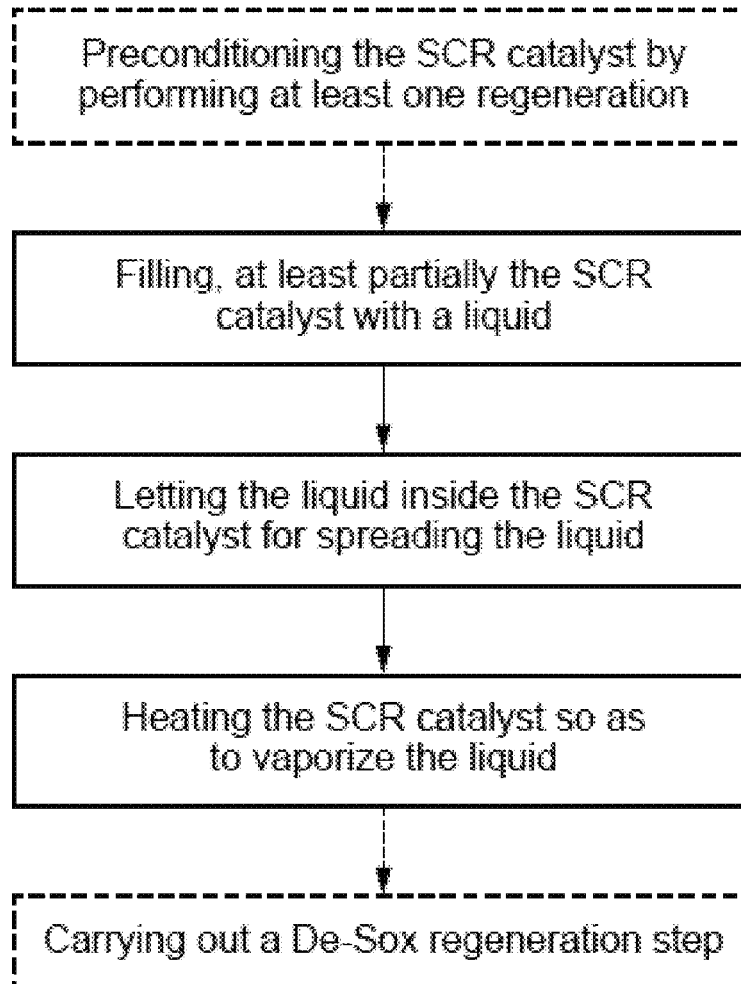 Preconditioning the SCR catalyst by
performing at least one regeneration
Filling, at least partially the SCR
catalyst with a liquid
Letting the liquid inside the SCR
catalyst for spreading the liquid
Heating the SCR catalyst so as
to vaporize the liquid
Carrying out a De-Sox regeneration step